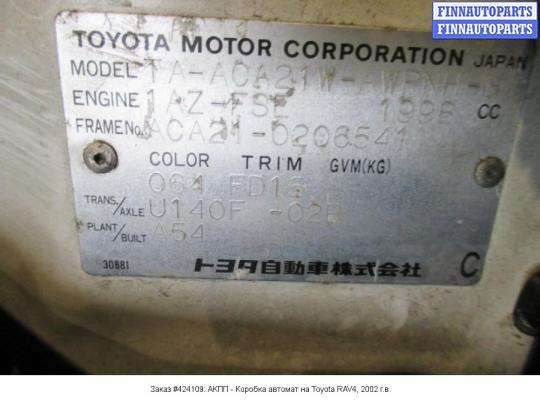 FINNAUTOPARTS
FINNAUTOPARTS
TOYOTA MOTOR CORPORATION JAPAN
MODEL TA-ACA21W-
ENGINE 1AZ-FSE 1998 CC
FRAME No. ACA21-0206541
COLOR TRIM GVM(KG)
064 FD15
TRANS./AXLE U140F -02B
PLANT/BUILT A54
30881 トヨタ自動車株式会社 C
Заказ #424109. АКПП - Коробка автомат на Toyota RAV4, 2002 г.в.